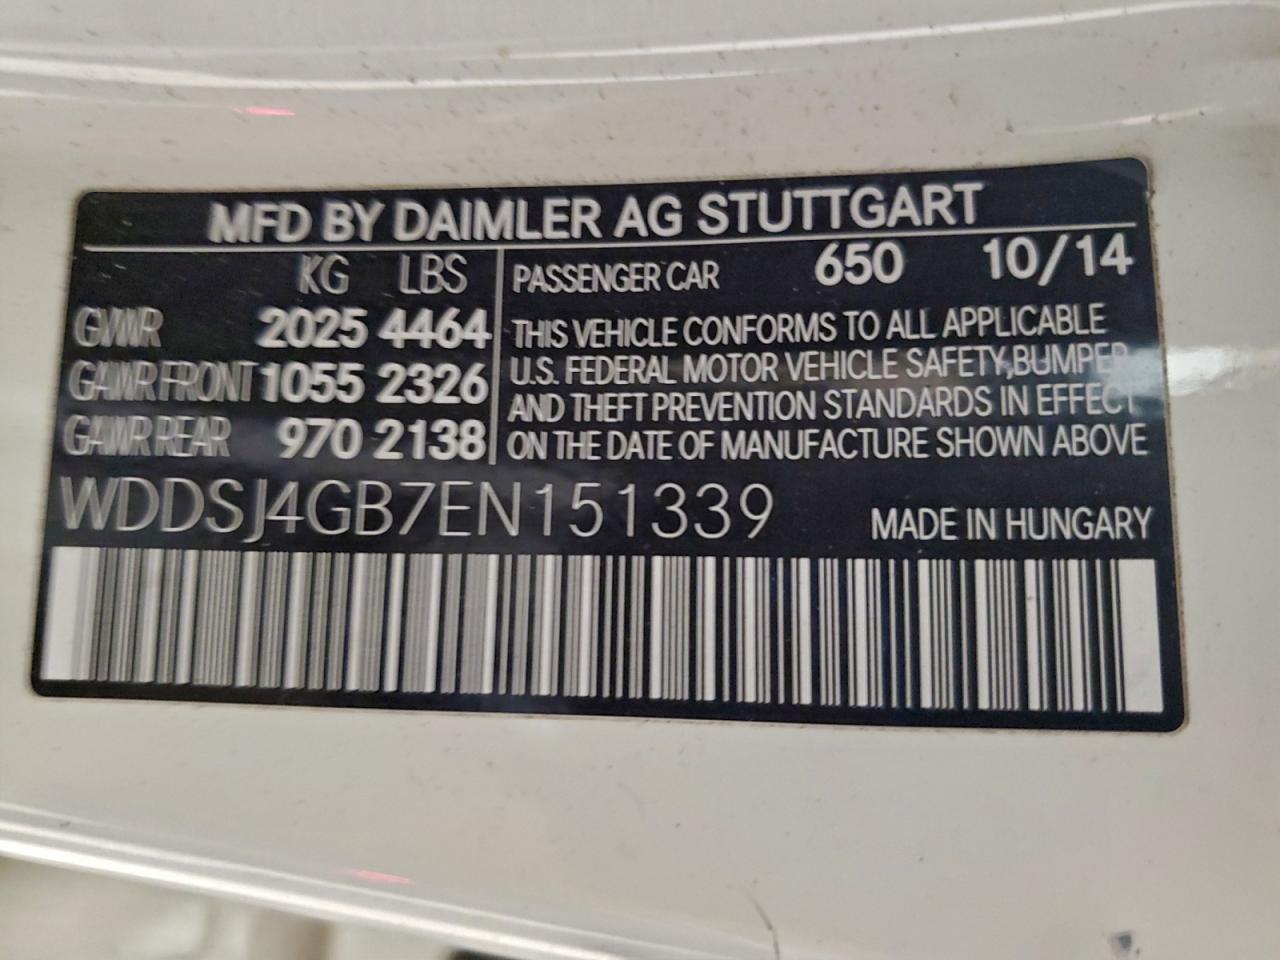 MFD BY DAIMLER AG STUTTGART
KG LBS
GVWR 2025 4464
GAWR FRONT 1055 2326
GAWR REAR 970 2138
PASSENGER CAR 650 10/14
THIS VEHICLE CONFORMS TO ALL APPLICABLE
U.S. FEDERAL MOTOR VEHICLE SAFETY,BUMPER
AND THEFT PREVENTION STANDARDS IN EFFECT
ON THE DATE OF MANUFACTURE SHOWN ABOVE
WDDSJ4GB7EN151339
MADE IN HUNGARY